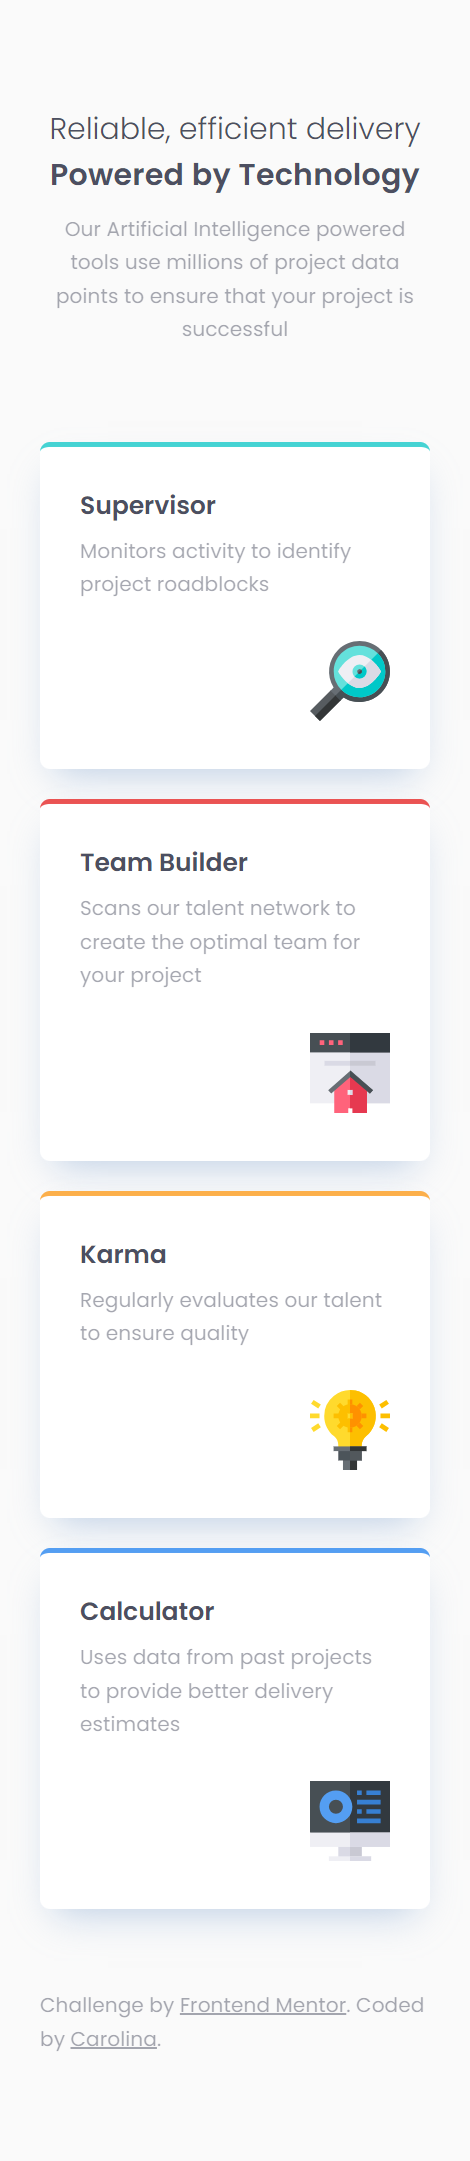 Reliable, efficient delivery
Powered by Technology
Our Artificial Intelligence powered
tools use millions of project data
points to ensure that your project is
successful
Supervisor
Monitors activity to identify
project roadblocks
Team Builder
Scans our talent network to
create the optimal team for
your project
Karma
Regularly evaluates our talent
to ensure quality
Calculator
Uses data from past projects
to provide better delivery
estimates
Challenge by Frontend Mentor. Coded
by Carolina.